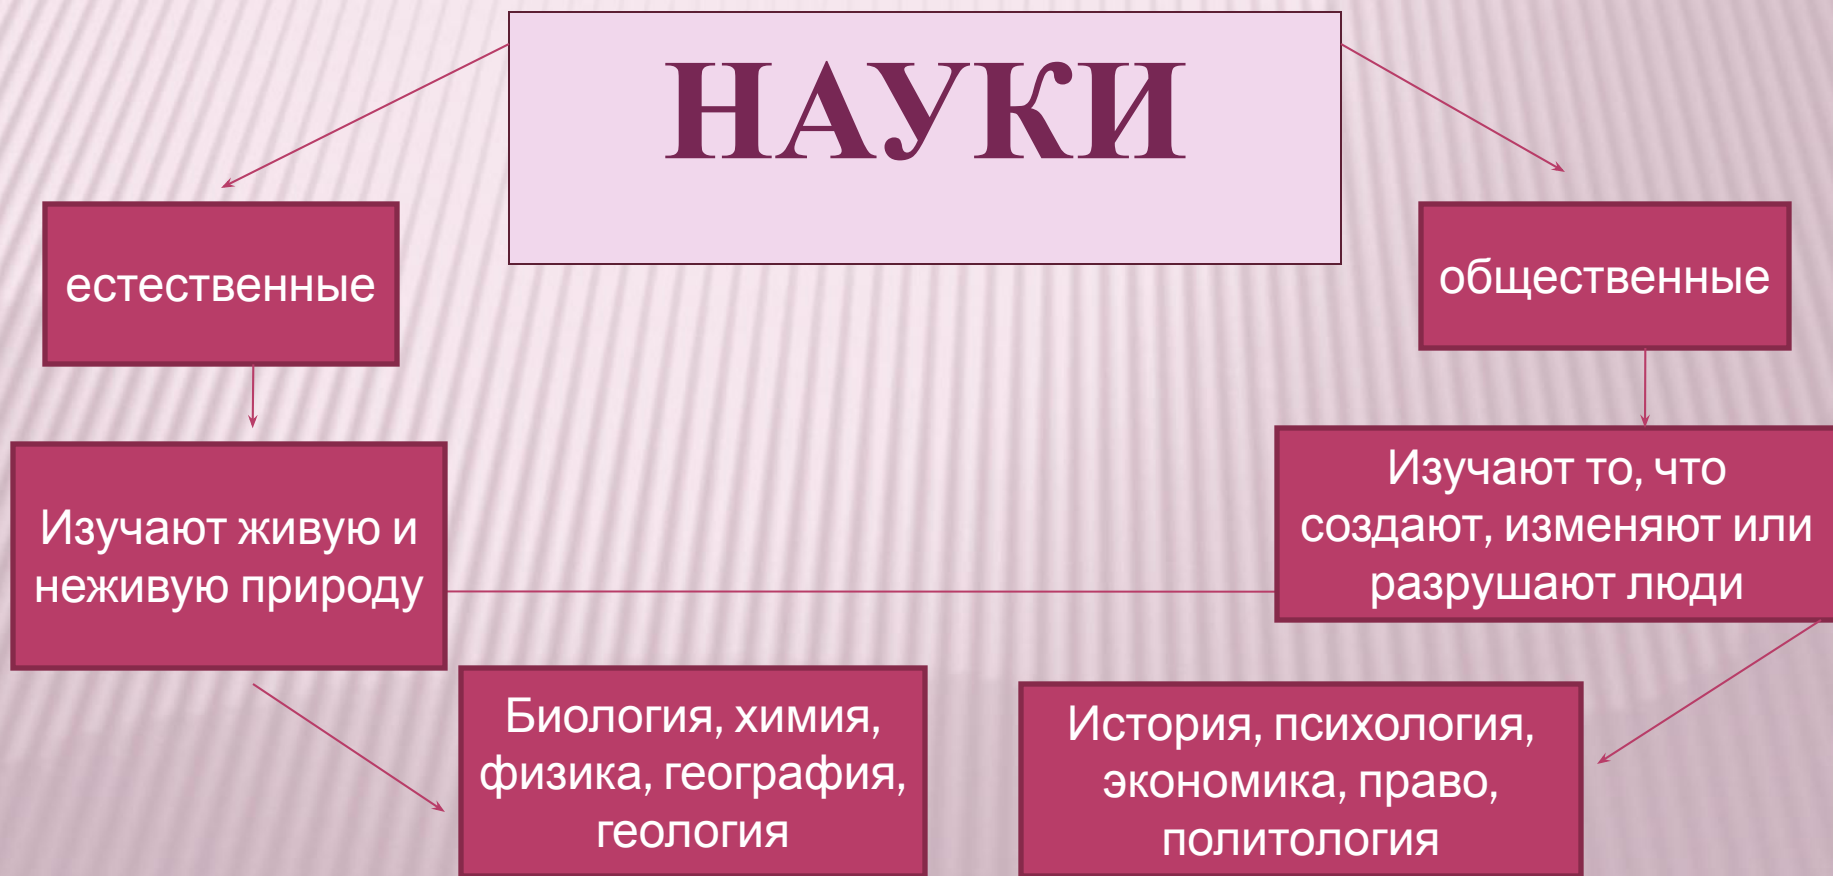 НАУКИ
естественные
общественные
Изучают живую и
неживую природу
Изучают то, что
создают, изменяют или
разрушают люди
Биология, химия,
физика, география,
геология
История, психология,
экономика, право,
политология